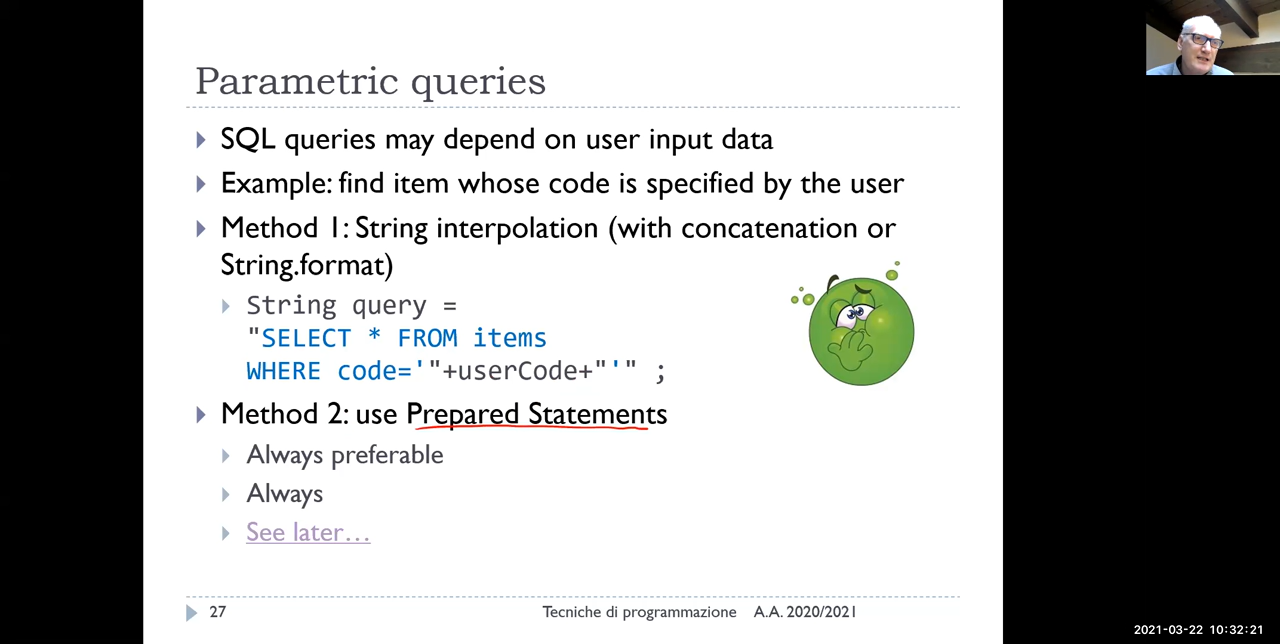 Parametric queries
SQL queries may depend on user input data
Example: find item whose code is specified by the user
Method 1: String interpolation (with concatenation or
String.format)
String query =
"SELECT * FROM items
WHERE code='"+userCode+"'" ;
Method 2: use Prepared Statements
Always preferable
Always
See later…
27
Tecniche di programmazione A.A. 2020/2021
2021-03-22 10:32:21